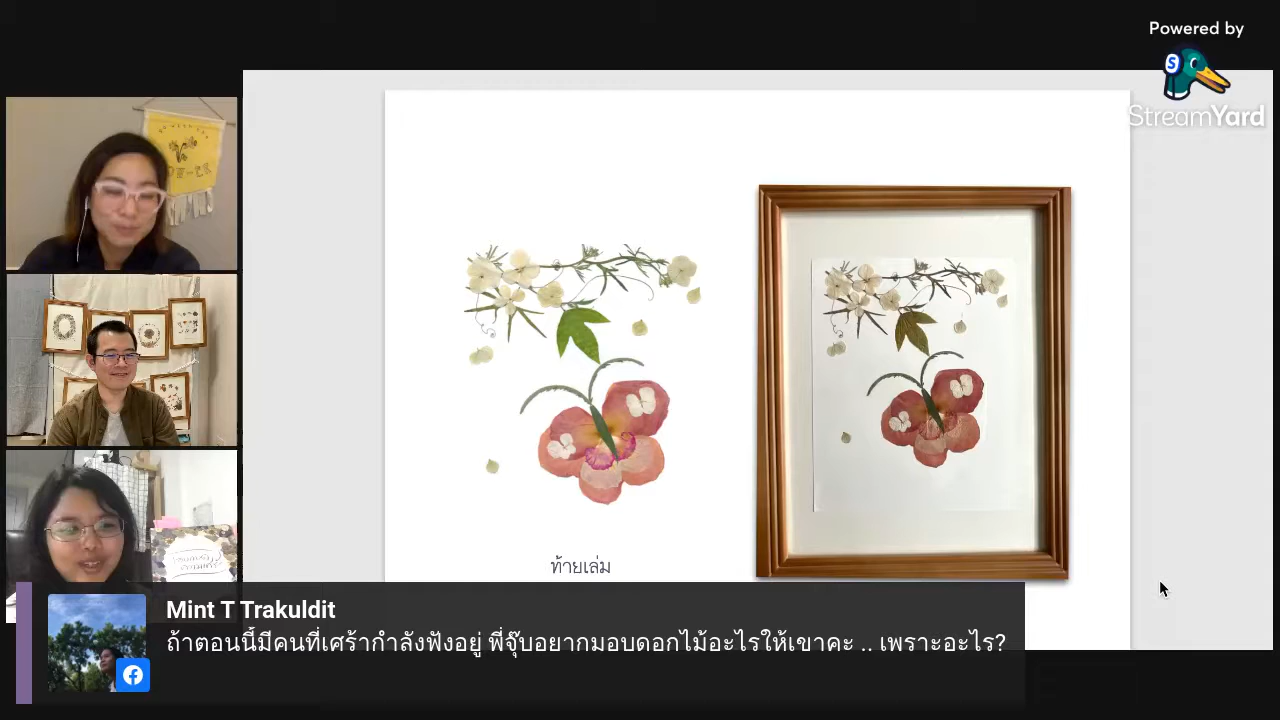 Powered by
StreamYard
ท้ายเล่ม
Mint T Trakuldit
ถ้าตอนนี้มีคนที่เศร้ากำลังฟังอยู่ พี่จุ๊บอยากมอบดอกไม้อะไรให้เขาคะ .. เพราะอะไร?